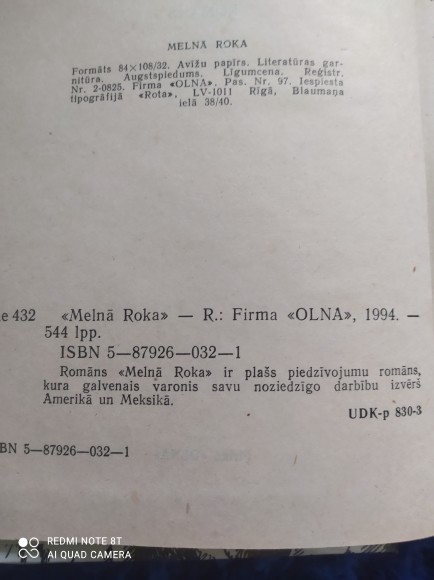 MELNĀ ROKA
Formāts 84×108/32. Avīžu papīrs. Literatūras gar-
nitūra. Augstspiedums. Līgumcena. Reģistr.
Nr. 2-0825. Firma «OLNA», Pas. Nr. 97. Iespiesta
tipogrāfijā «Rota», LV-1011 Rīgā, Blaumaņa
ielā 38/40.
e 432 «Melnā Roka» — R.: Firma «OLNA», 1994. —
544 lpp.
ISBN 5—87926—032—1
Romāns «Melnā Roka» ir plašs piedzīvojumu romāns,
kura galvenais varonis savu noziedzīgo darbību izvērš
Amerikā un Meksikā.
UDK-p 830-3
BN 5—87926—032—1
REDMI NOTE 8T
AI QUAD CAMERA